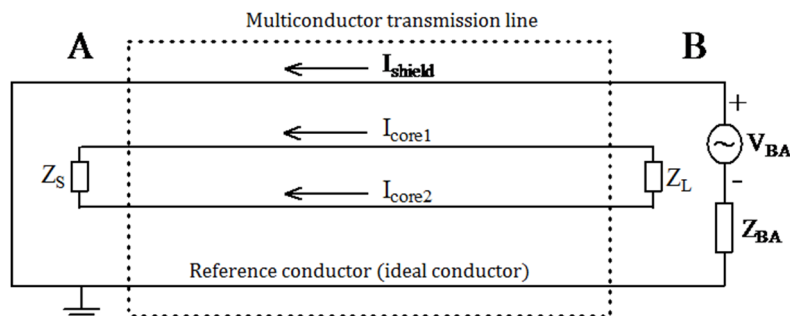 Multiconductor transmission line
A
B
I_shield
+
I_core1
V_BA
Z_S
Z_L
-
I_core2
Z_BA
Reference conductor (ideal conductor)